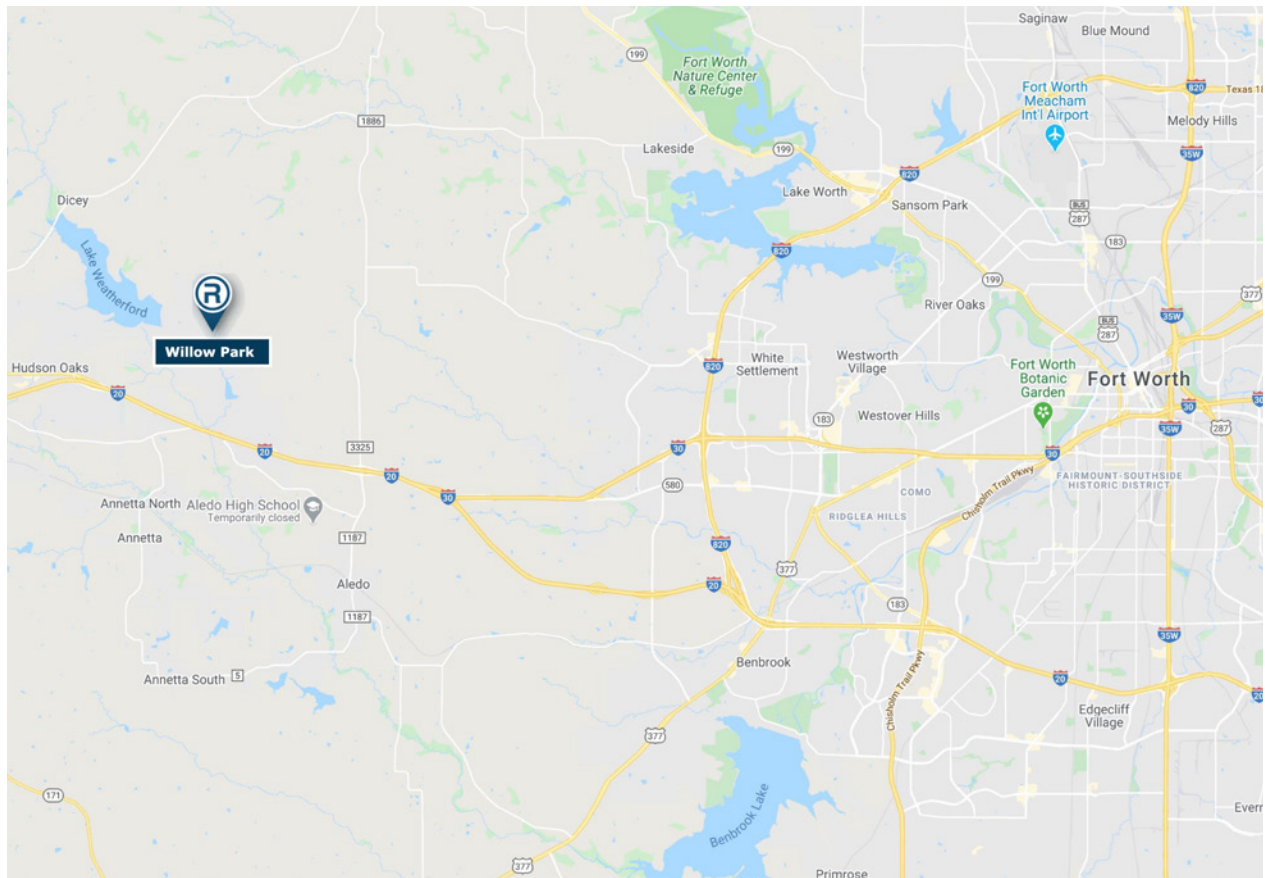 Saginaw
Blue Mound
199
Fort Worth
Nature Center
& Refuge
Fort Worth
Meacham
Int'l Airport
820
Texas 18
Melody Hills
1886
Lakeside
199
35W
820
Lake Worth
Sansom Park
Dicey
BUS
287
183
Lake Weatherford
820
199
377
R
River Oaks
35W
BUS
287
Willow Park
White
Settlement
Westworth
Village
Hudson Oaks
820
Fort Worth
Botanic
Garden
Fort Worth
20
183
Westover Hills
30
30
35W
287
20
3325
30
30
20
30
580
COMO
FAIRMOUNT-SOUTHSIDE
HISTORIC DISTRICT
Chisholm Trail Pkwy
Annetta North
Aledo High School
Temporarily closed
RIDGLEA HILLS
Annetta
1187
820
377
Aledo
20
183
1187
35W
Benbrook
Annetta South
5
Chisholm Trail Pkwy
20
20
Edgecliff
Village
377
171
Benbrook Lake
Everm
377
Primrose